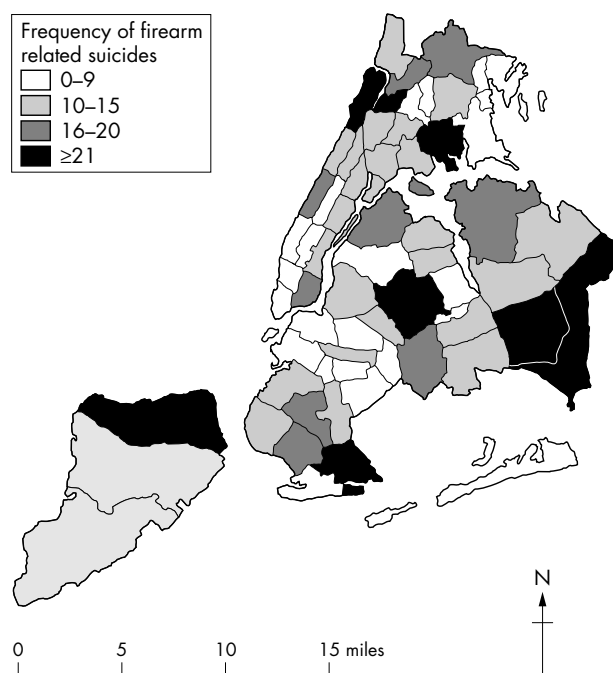 Frequency of firearm
related suicides
0–9
10–15
16–20
≥21
N
0 5 10 15 miles